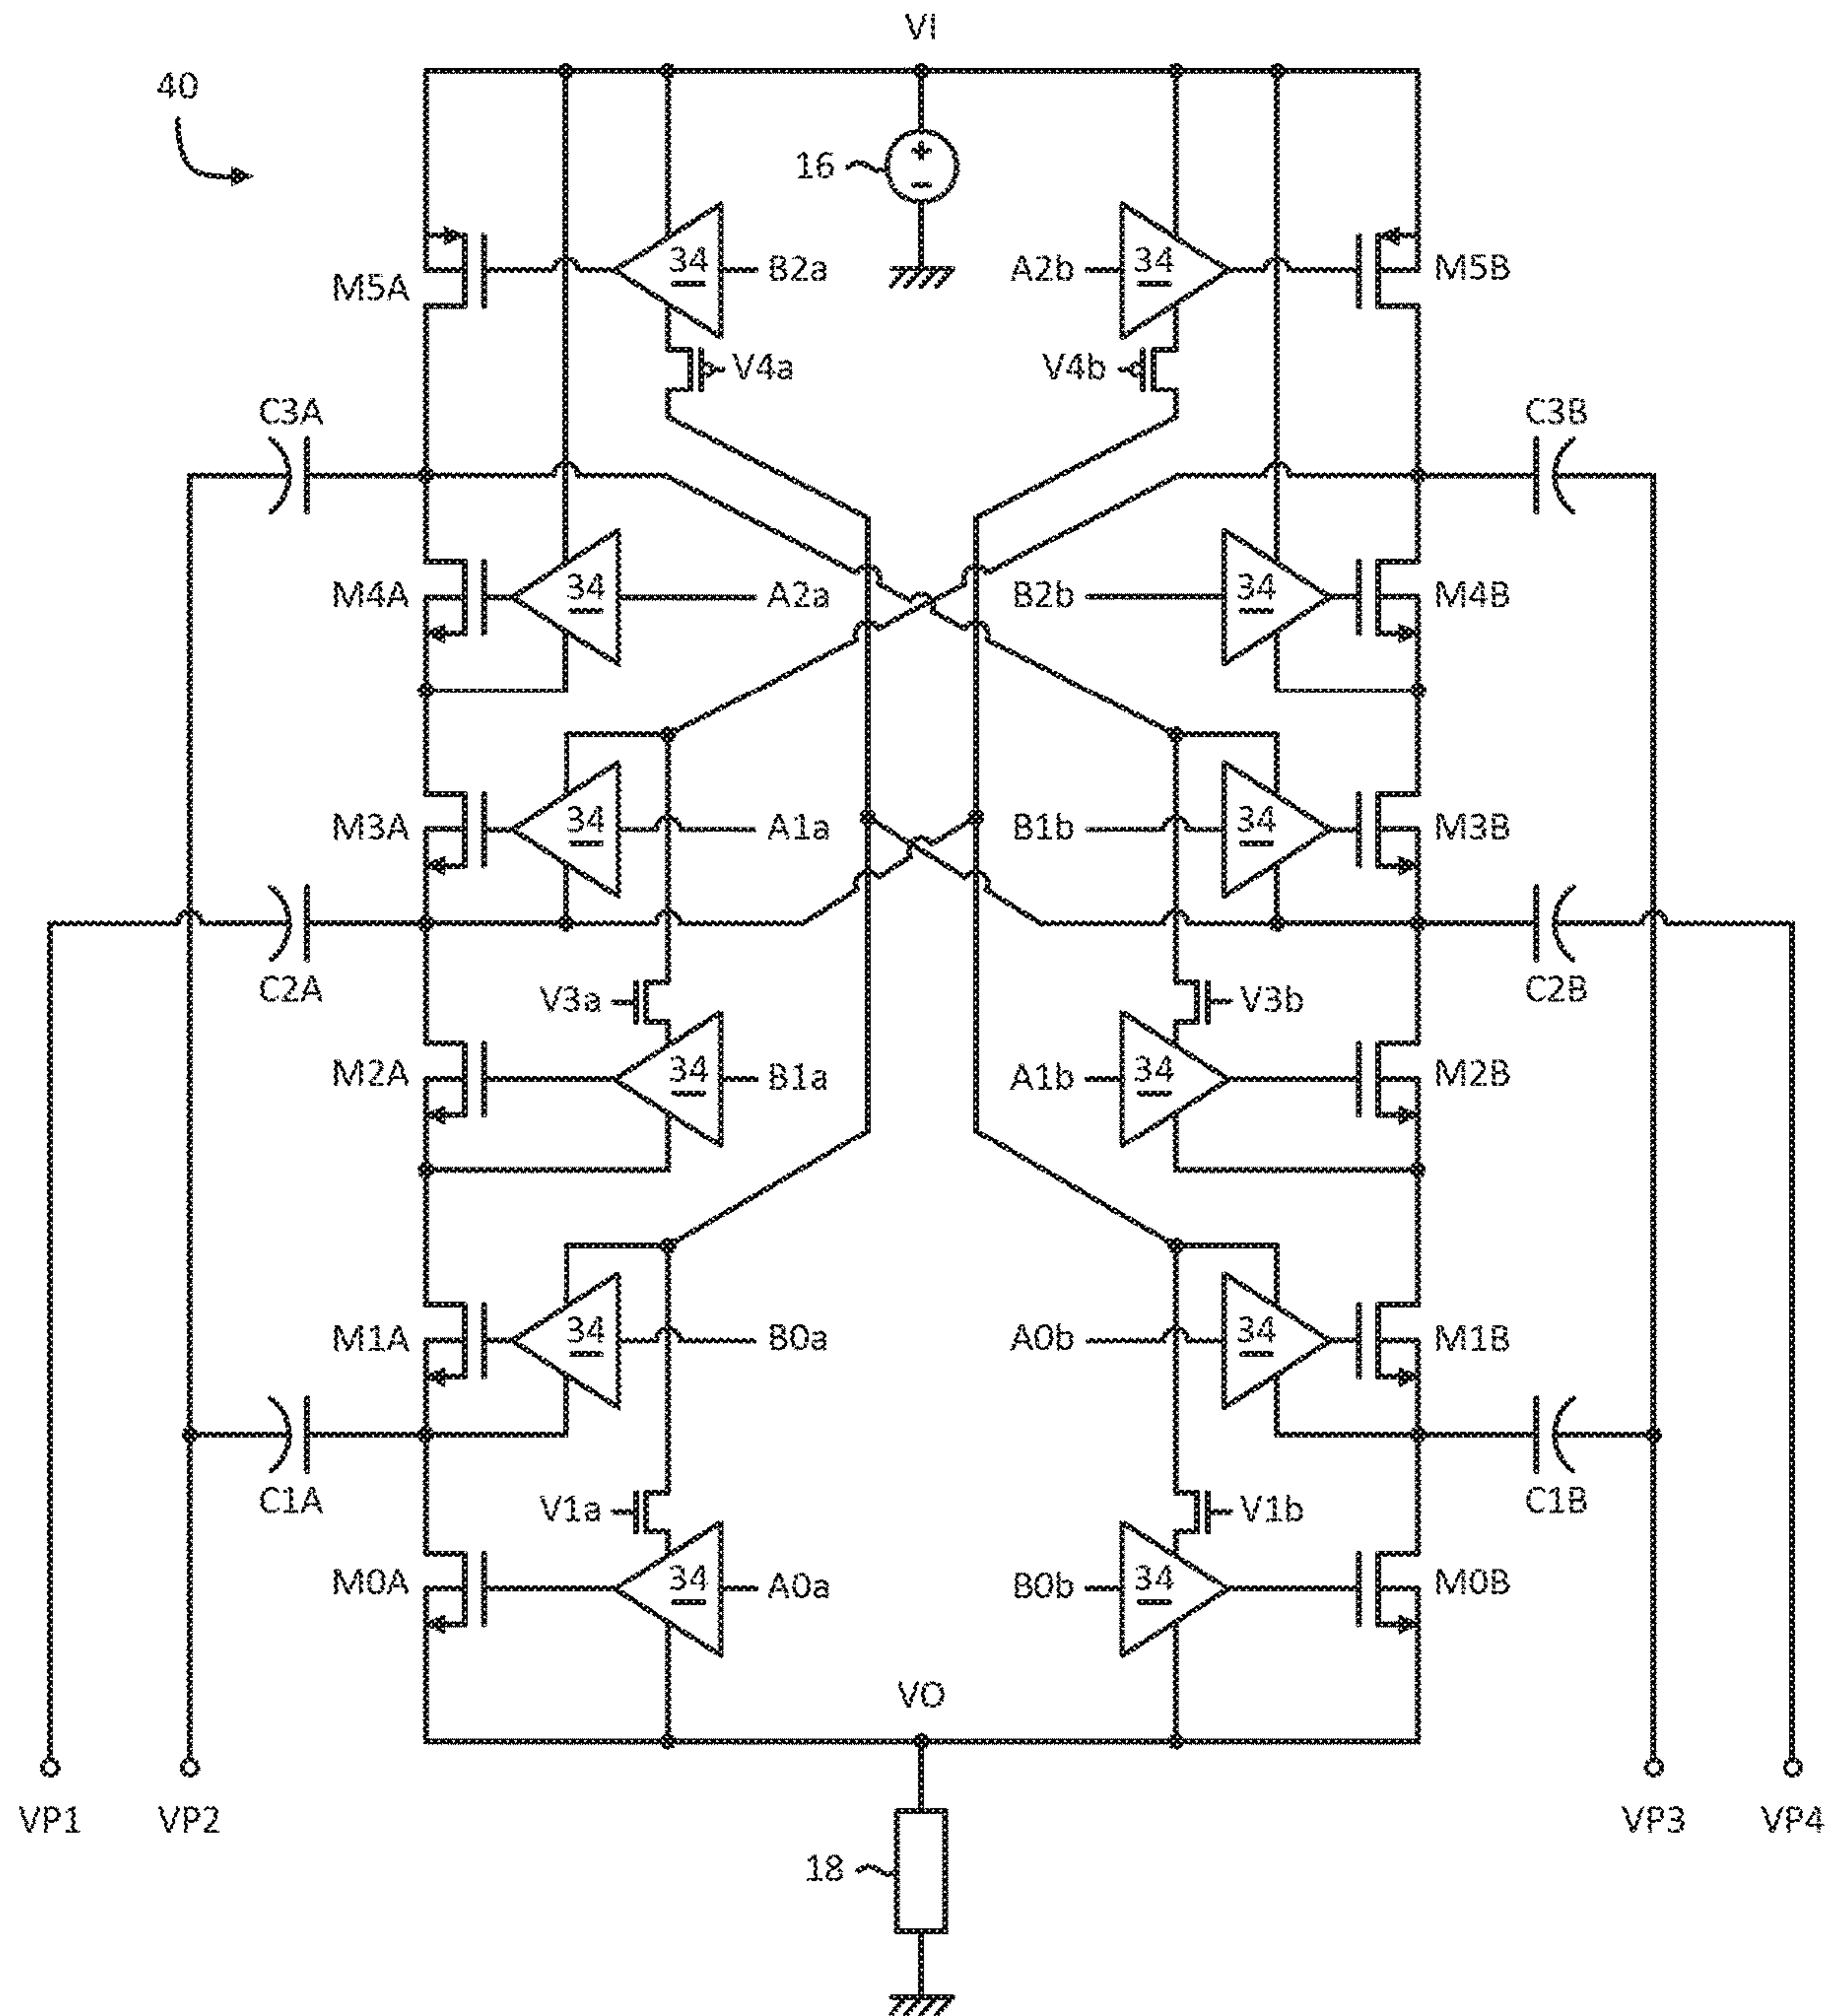 VI
40
16
34
B2a
A2b
34
M5A
M5B
V4a
V4b
C3A
C3B
M4A
34
A2a
B2b
34
M4B
M3A
34
A1a
B1b
34
M3B
C2A
V3a
V3b
C2B
M2A
34
B1a
A1b
34
M2B
M1A
34
B0a
A0b
34
M1B
C1A
V1a
V1b
C1B
M0A
34
A0a
B0b
34
M0B
VO
VP1
VP2
VP3
VP4
18